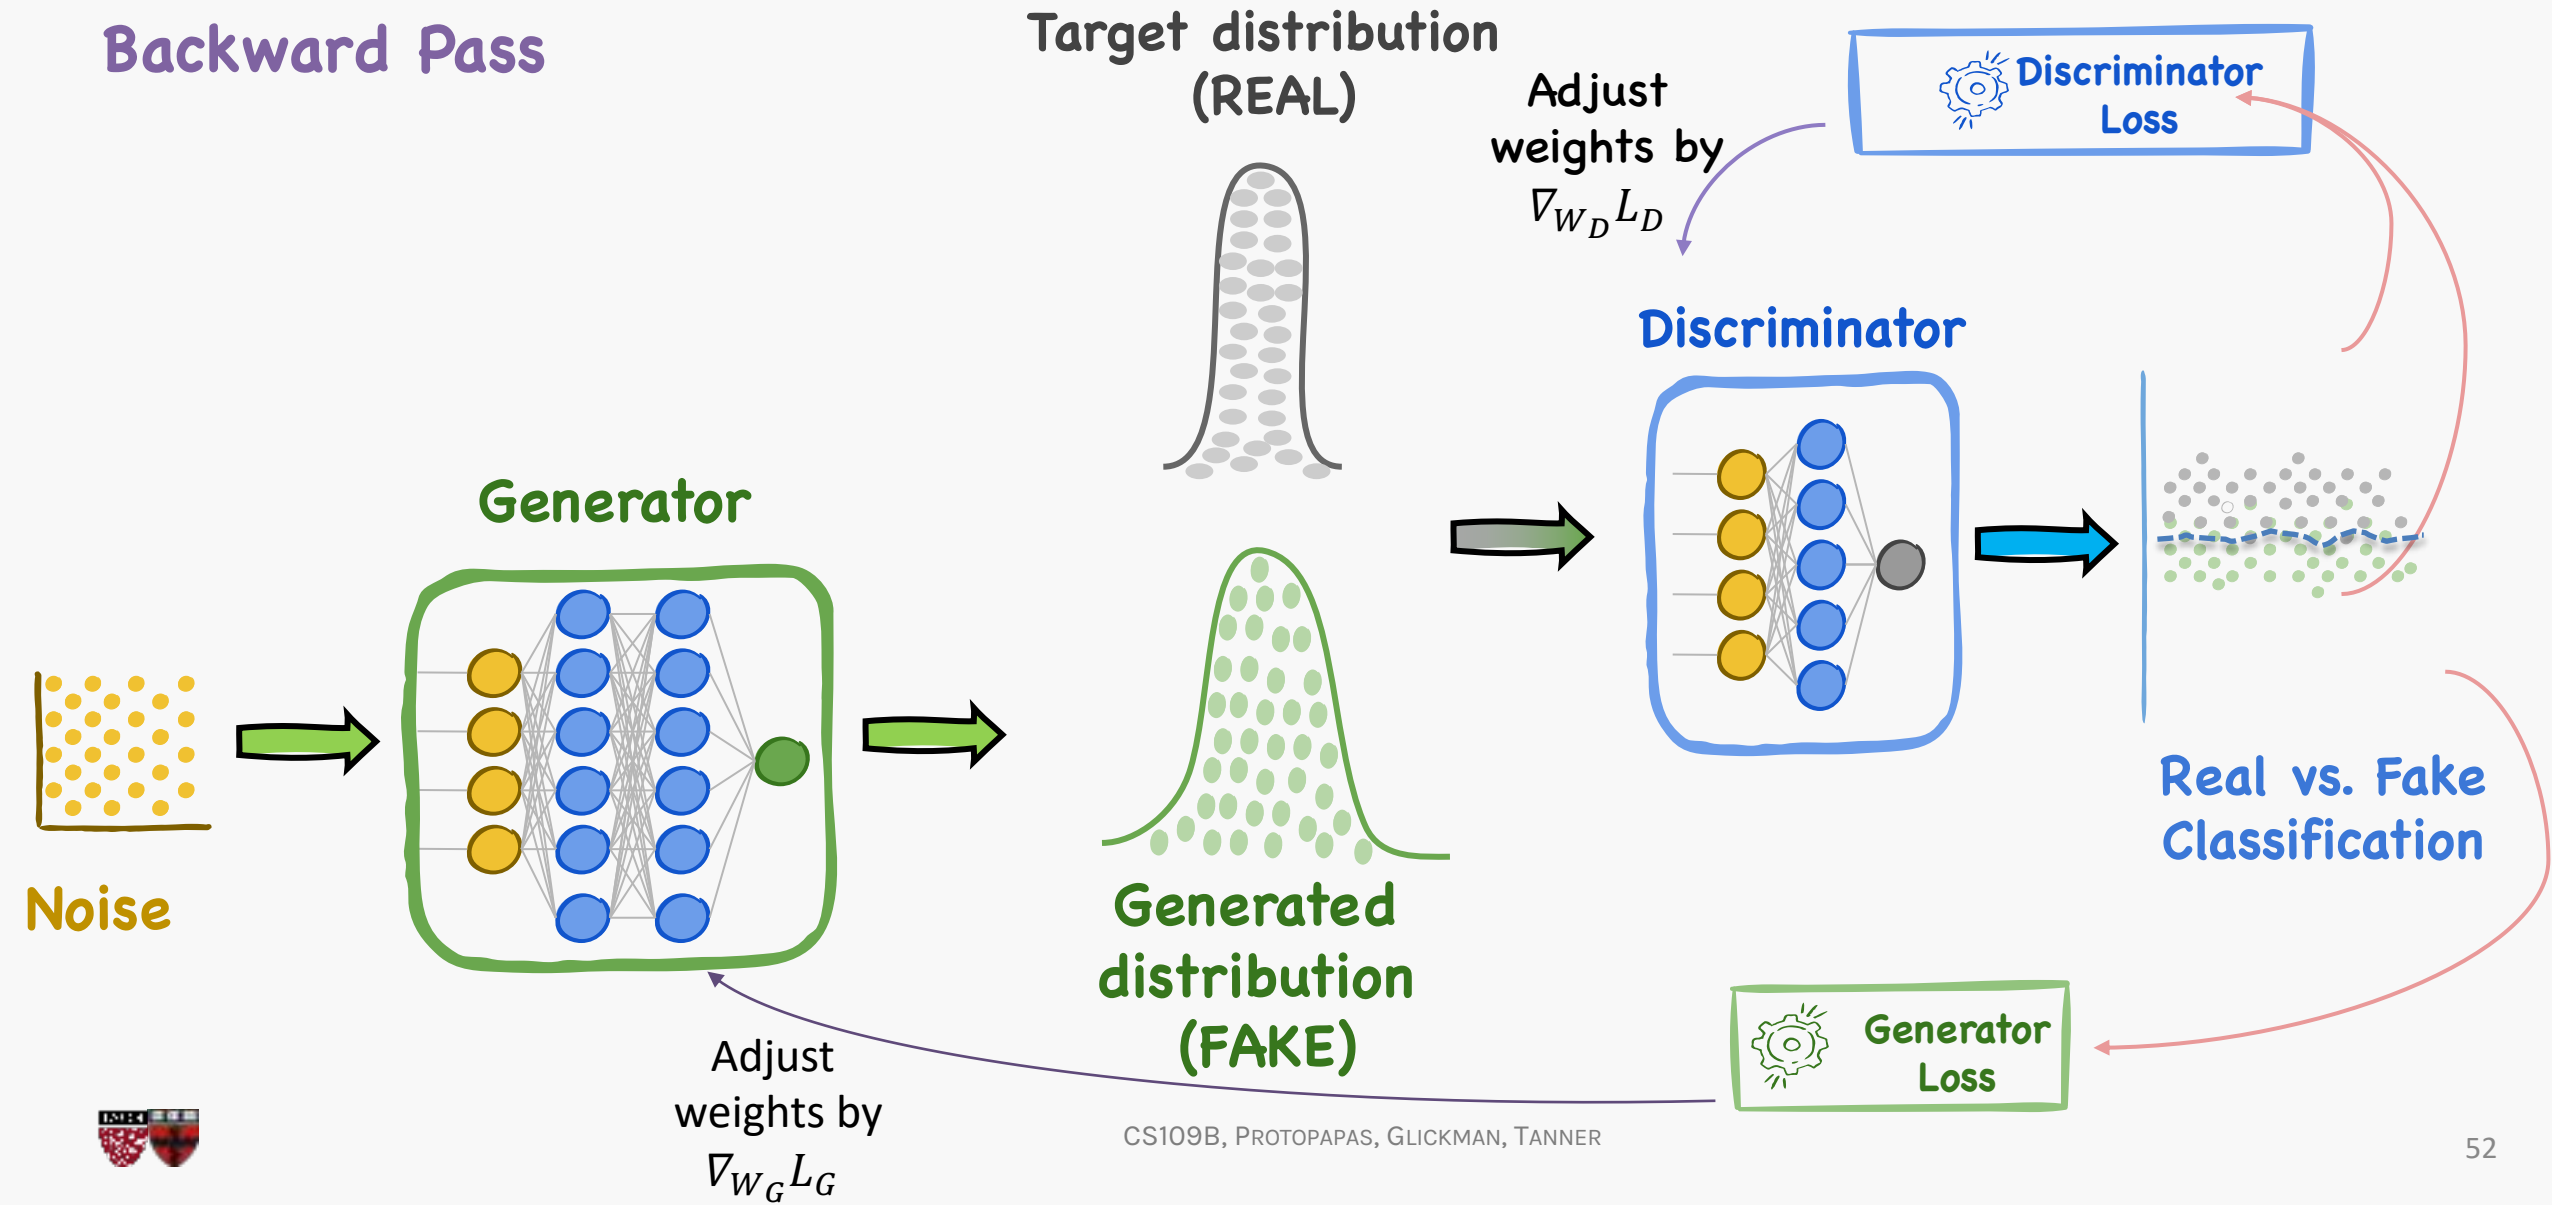 Backward Pass
Target distribution
(REAL)
Adjust
weights by
∇_{W_D} L_D
Discriminator
Loss
Discriminator
Generator
Noise
Real vs. Fake
Classification
Generated
distribution
(FAKE)
Generator
Loss
Adjust
weights by
∇_{W_G} L_G
CS109B, PROTOPAPAS, GLICKMAN, TANNER
52